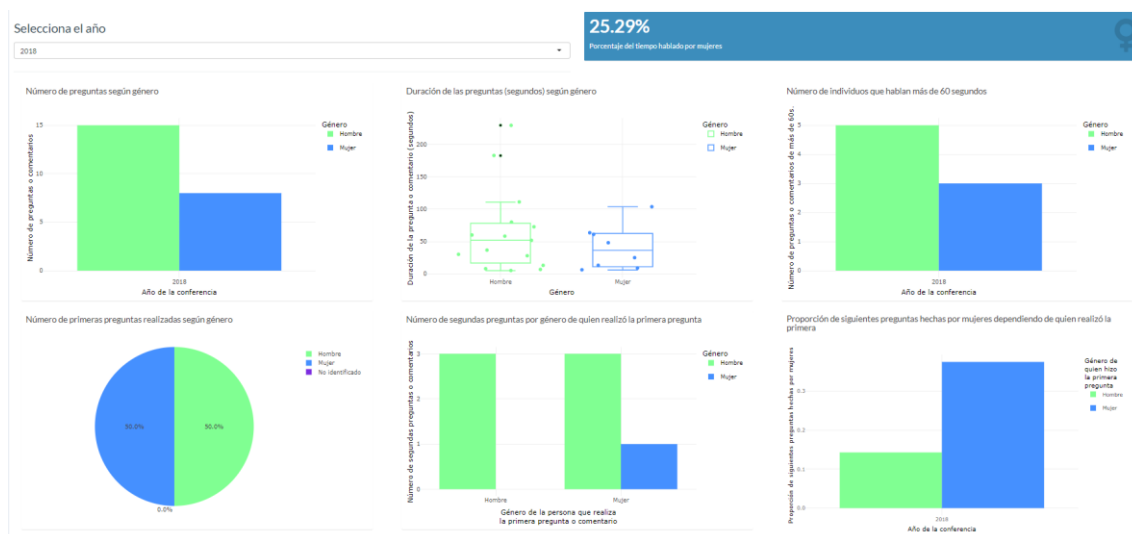 Selecciona el año
2018
25.29%
Porcentaje del tiempo hablado por mujeres
Número de preguntas según género
Número de preguntas o comentarios
15
10
5
0
2018
Año de la conferencia
Género
Hombre
Mujer
Duración de las preguntas (segundos) según género
Duración de la pregunta o comentario (segundos)
200
150
100
50
0
Hombre
Mujer
Género
Género
Hombre
Mujer
Número de individuos que hablan más de 60 segundos
Número de preguntas o comentarios de más de 60s.
5
4
3
2
1
0
2018
Año de la conferencia
Género
Hombre
Mujer
Número de primeras preguntas realizadas según género
50.0%
50.0%
0.0%
Hombre
Mujer
No identificado
Número de segundas preguntas por género de quien realizó la primera pregunta
Número de segundas preguntas o comentarios
3
2
1
0
Hombre
Mujer
Género de la persona que realiza
la primera pregunta o comentario
Género
Hombre
Mujer
Proporción de siguientes preguntas hechas por mujeres dependiendo de quien realizó la
primera
Proporción de siguientes preguntas hechas por mujeres
0.3
0.2
0.1
0.0
2018
Año de la conferencia
Género de
quien hizo
la primera
pregunta
Hombre
Mujer